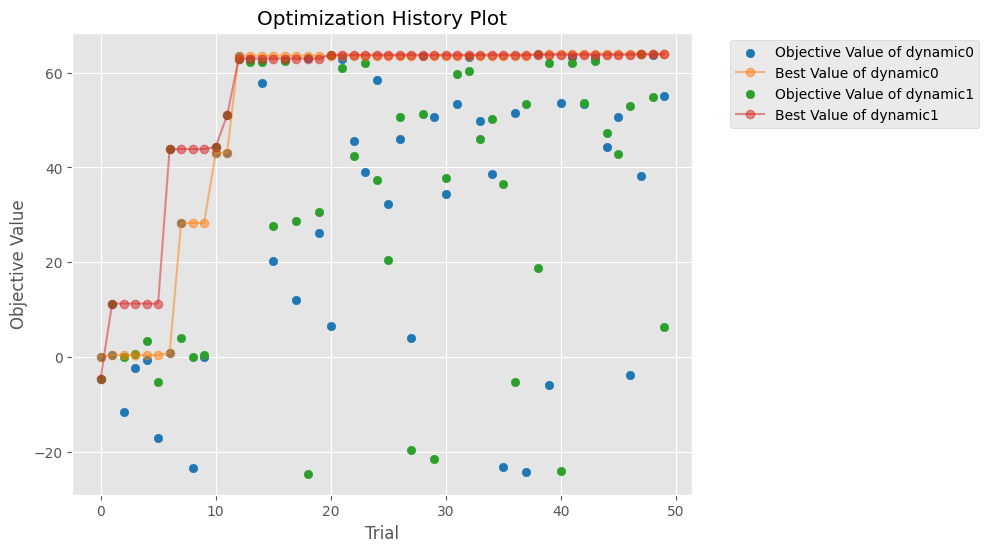 Optimization History Plot
Objective Value
60
40
20
0
−20
0
10
20
30
40
50
Trial
Objective Value of dynamic0
Best Value of dynamic0
Objective Value of dynamic1
Best Value of dynamic1